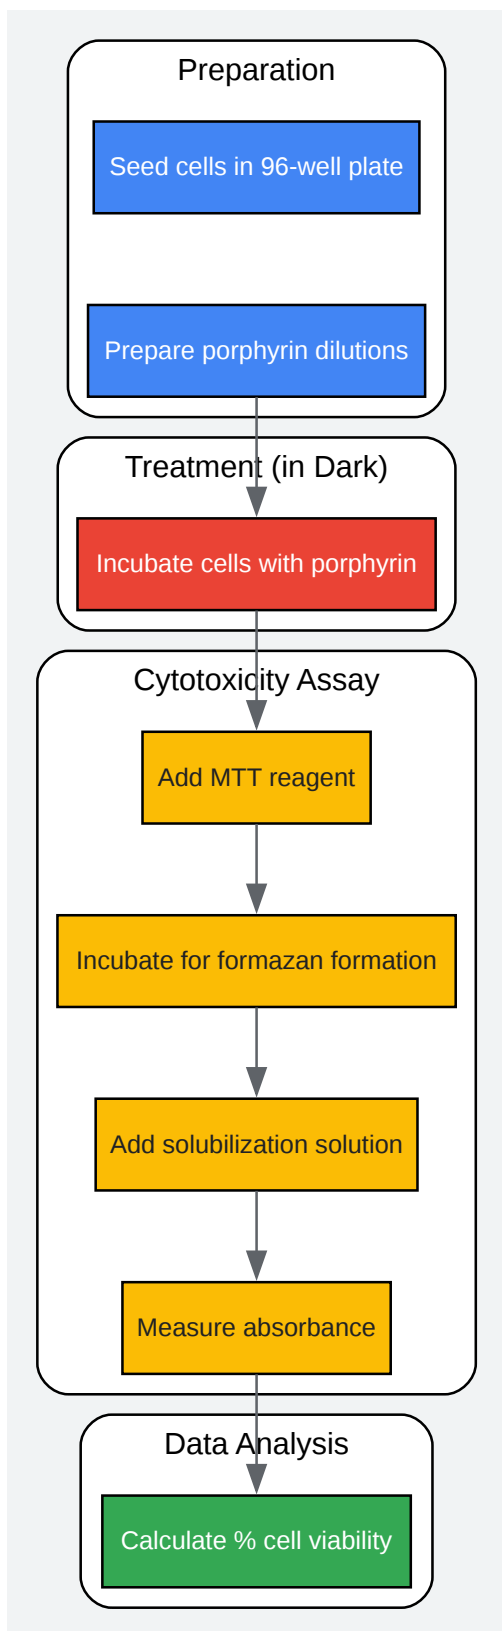 Preparation
Seed cells in 96-well plate
Prepare porphyrin dilutions
Treatment (in Dark)
Incubate cells with porphyrin
Cytotoxicity Assay
Add MTT reagent
Incubate for formazan formation
Add solubilization solution
Measure absorbance
Data Analysis
Calculate % cell viability